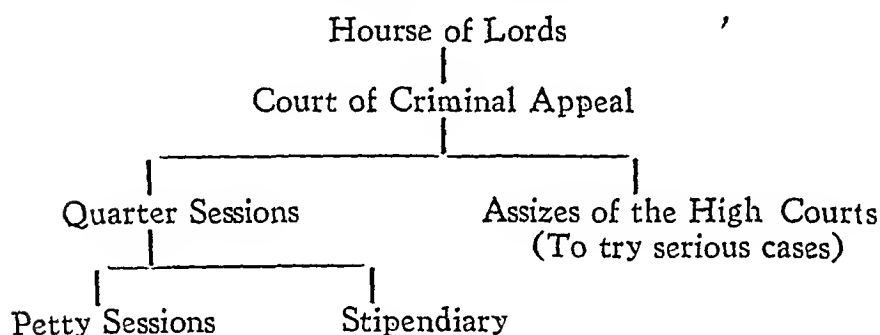 Hourse of Lords
Court of Criminal Appeal
Quarter Sessions
Assizes of the High Courts
(To try serious cases)
Petty Sessions
Stipendiary